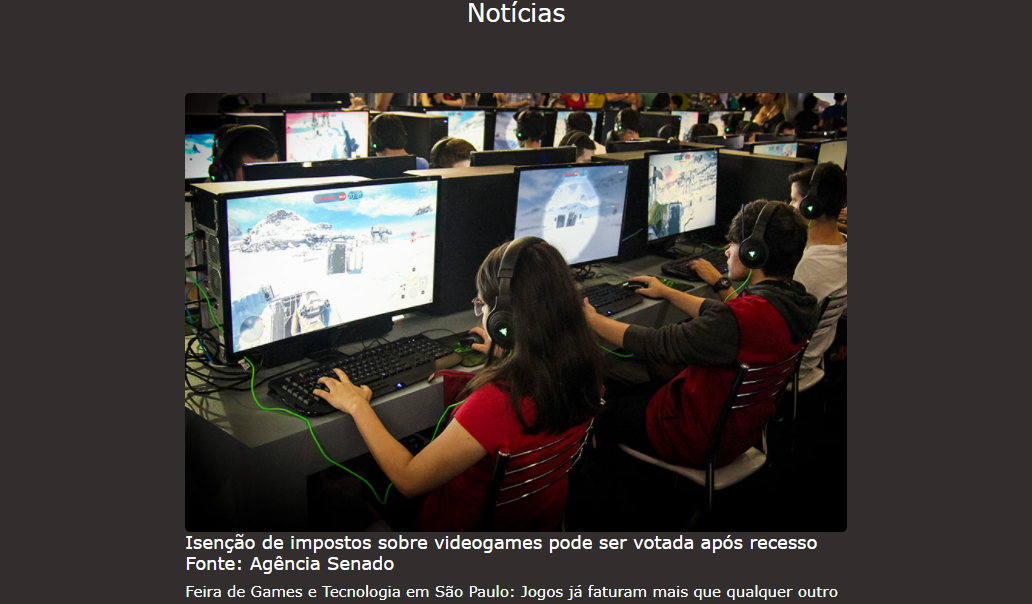 Notícias
Isenção de impostos sobre videogames pode ser votada após recesso
Fonte: Agência Senado
Feira de Games e Tecnologia em São Paulo: Jogos já faturam mais que qualquer outro